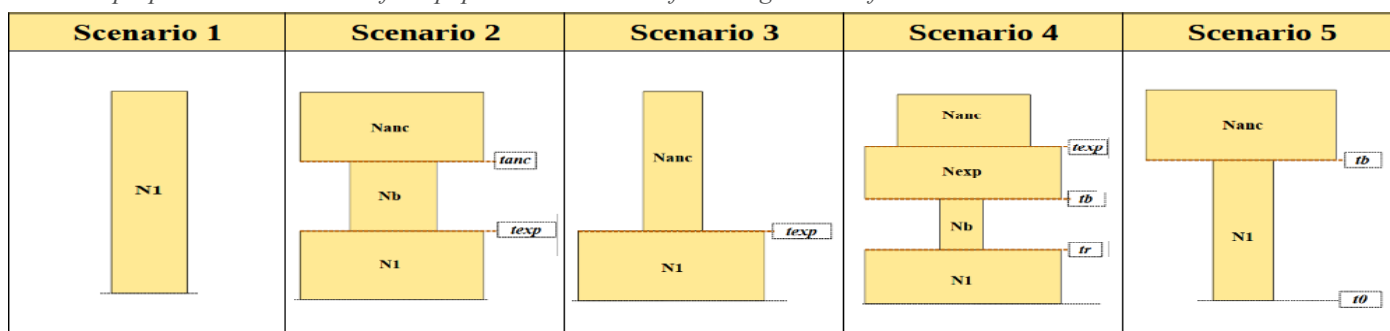 Scenario 1
Scenario 2
Scenario 3
Scenario 4
Scenario 5
N1
Nanc
tanc
Nb
texp
N1
Nanc
texp
N1
Nanc
texp
Nexp
tb
Nb
tr
N1
Nanc
tb
N1
t0